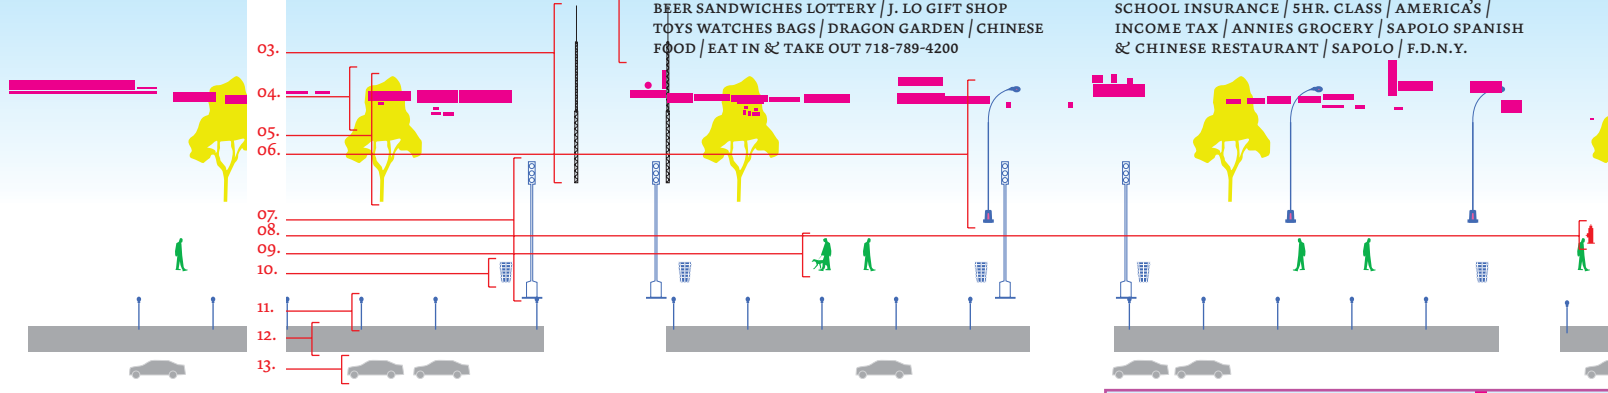 BEER SANDWICHES LOTTERY / J. LO GIFT SHOP
TOYS WATCHES BAGS / DRAGON GARDEN / CHINESE
FOOD / EAT IN & TAKE OUT 718-789-4200
SCHOOL INSURANCE / 5HR. CLASS / AMERICA'S /
INCOME TAX / ANNIES GROCERY / SAPOLO SPANISH
& CHINESE RESTAURANT / SAPOLO / F.D.N.Y.
03.
04.
05.
06.
07.
08.
09.
10.
11.
12.
13.